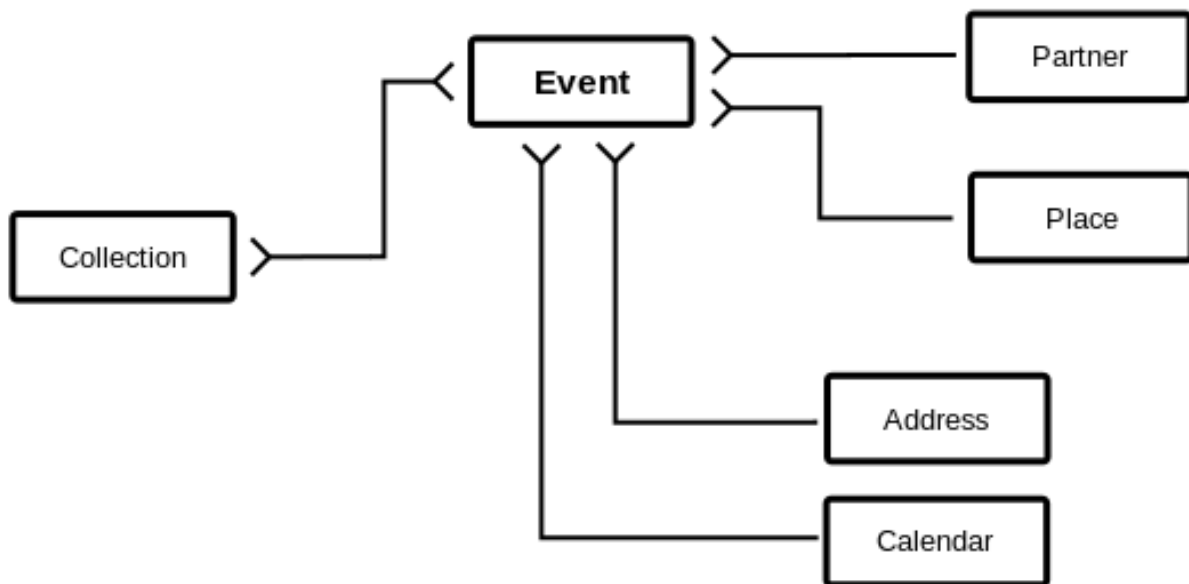 Event
Partner
Place
Collection
Address
Calendar